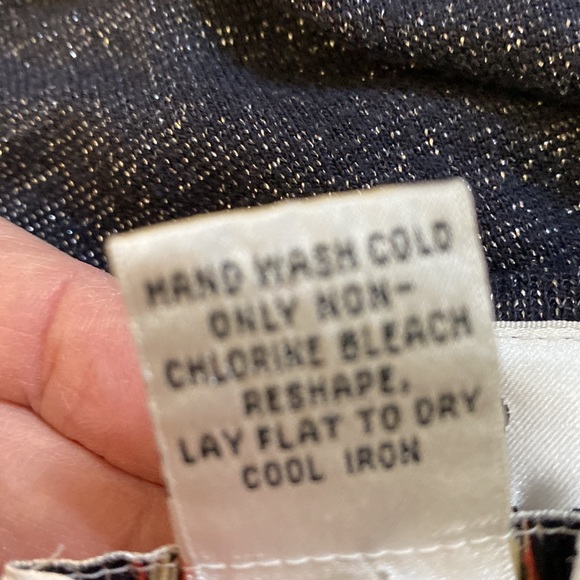 HAND WASH COLD
ONLY NON-
CHLORINE BLEACH
RESHAPE,
LAY FLAT TO DRY
COOL IRON